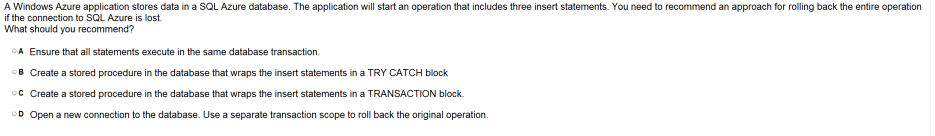 A Windows Azure application stores data in a SQL Azure database. The application will start an operation that includes three insert statements. You need to recommend an approach for rolling back the entire operation
if the connection to SQL Azure is lost.
What should you recommend?
A Ensure that all statements execute in the same database transaction.
B Create a stored procedure in the database that wraps the insert statements in a TRY CATCH block
C Create a stored procedure in the database that wraps the insert statements in a TRANSACTION block.
D Open a new connection to the database. Use a separate transaction scope to roll back the original operation.